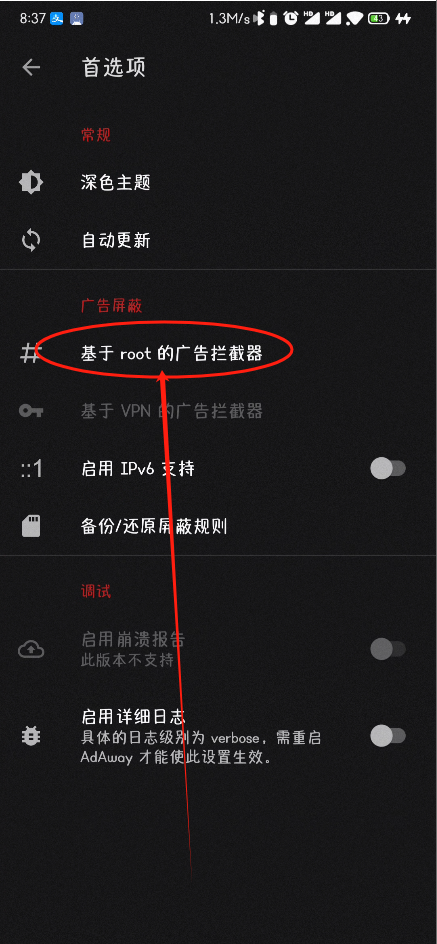 8:37 支 1.3M/s HD HD 43
首选项
常规
深色主题
自动更新
广告屏蔽
# 基于 root 的广告拦截器
基于 VPN 的广告拦截器
::1 启用 IPv6 支持
备份/还原屏蔽规则
调试
启用崩溃报告
此版本不支持
启用详细日志
具体的日志级别为 verbose，需重启
AdAway 才能使此设置生效。